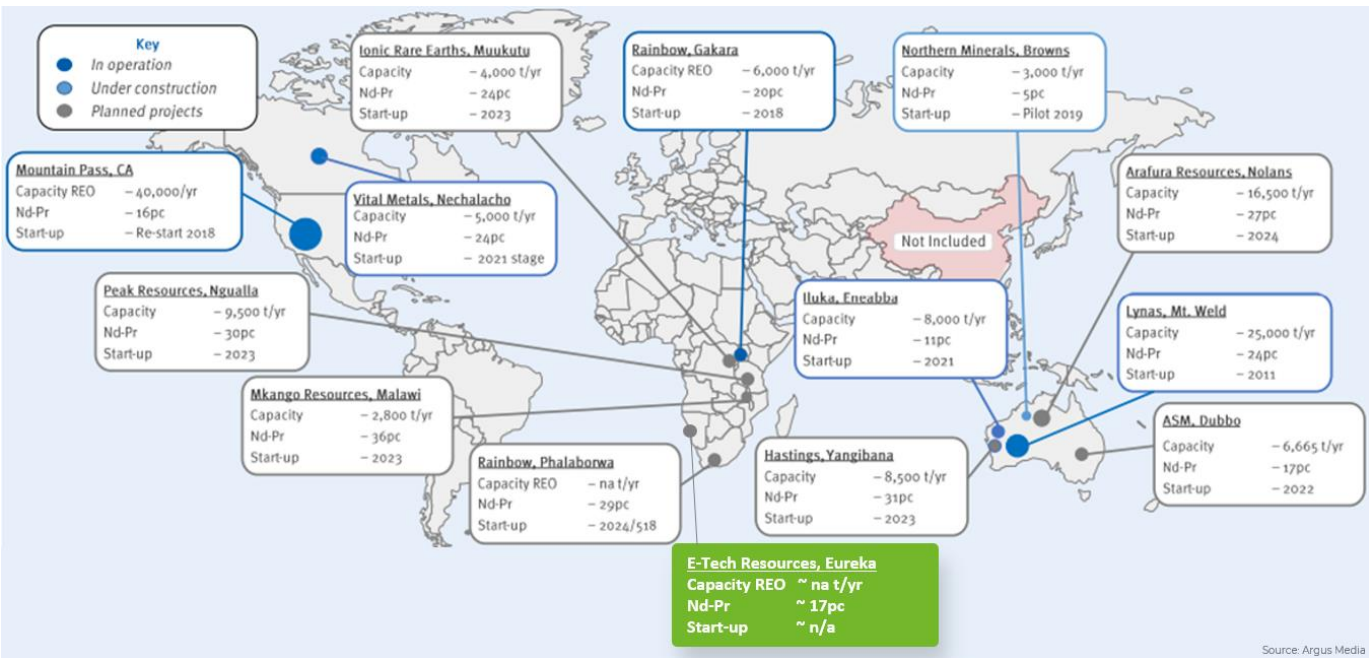 Key
In operation
Under construction
Planned projects
Ionic Rare Earths, Muukutu
Capacity – 4,000 t/yr
Nd-Pr – 24pc
Start-up – 2023
Rainbow, Gakara
Capacity REO – 6,000 t/yr
Nd-Pr – 20pc
Start-up – 2018
Northern Minerals, Browns
Capacity – 3,000 t/yr
Nd-Pr – 5pc
Start-up – Pilot 2019
Mountain Pass, CA
Capacity REO – 40,000/yr
Nd-Pr – 16pc
Start-up – Re-start 2018
Vital Metals, Nechalacho
Capacity – 5,000 t/yr
Nd-Pr – 24pc
Start-up – 2021 stage
Arafura Resources, Nolans
Capacity – 16,500 t/yr
Nd-Pr – 27pc
Start-up – 2024
Not Included
Peak Resources, Ngualla
Capacity – 9,500 t/yr
Nd-Pr – 30pc
Start-up – 2023
Iluka, Eneabba
Capacity – 8,000 t/yr
Nd-Pr – 11pc
Start-up – 2021
Lynas, Mt. Weld
Capacity – 25,000 t/yr
Nd-Pr – 24pc
Start-up – 2011
Mkango Resources, Malawi
Capacity – 2,800 t/yr
Nd-Pr – 36pc
Start-up – 2023
Rainbow, Phalaborwa
Capacity REO – na t/yr
Nd-Pr – 29pc
Start-up – 2024/518
Hastings, Yangibana
Capacity – 8,500 t/yr
Nd-Pr – 31pc
Start-up – 2023
ASM, Dubbo
Capacity – 6,665 t/yr
Nd-Pr – 17pc
Start-up – 2022
E-Tech Resources, Eureka
Capacity REO ~ na t/yr
Nd-Pr ~ 17pc
Start-up ~ n/a
Source: Argus Media